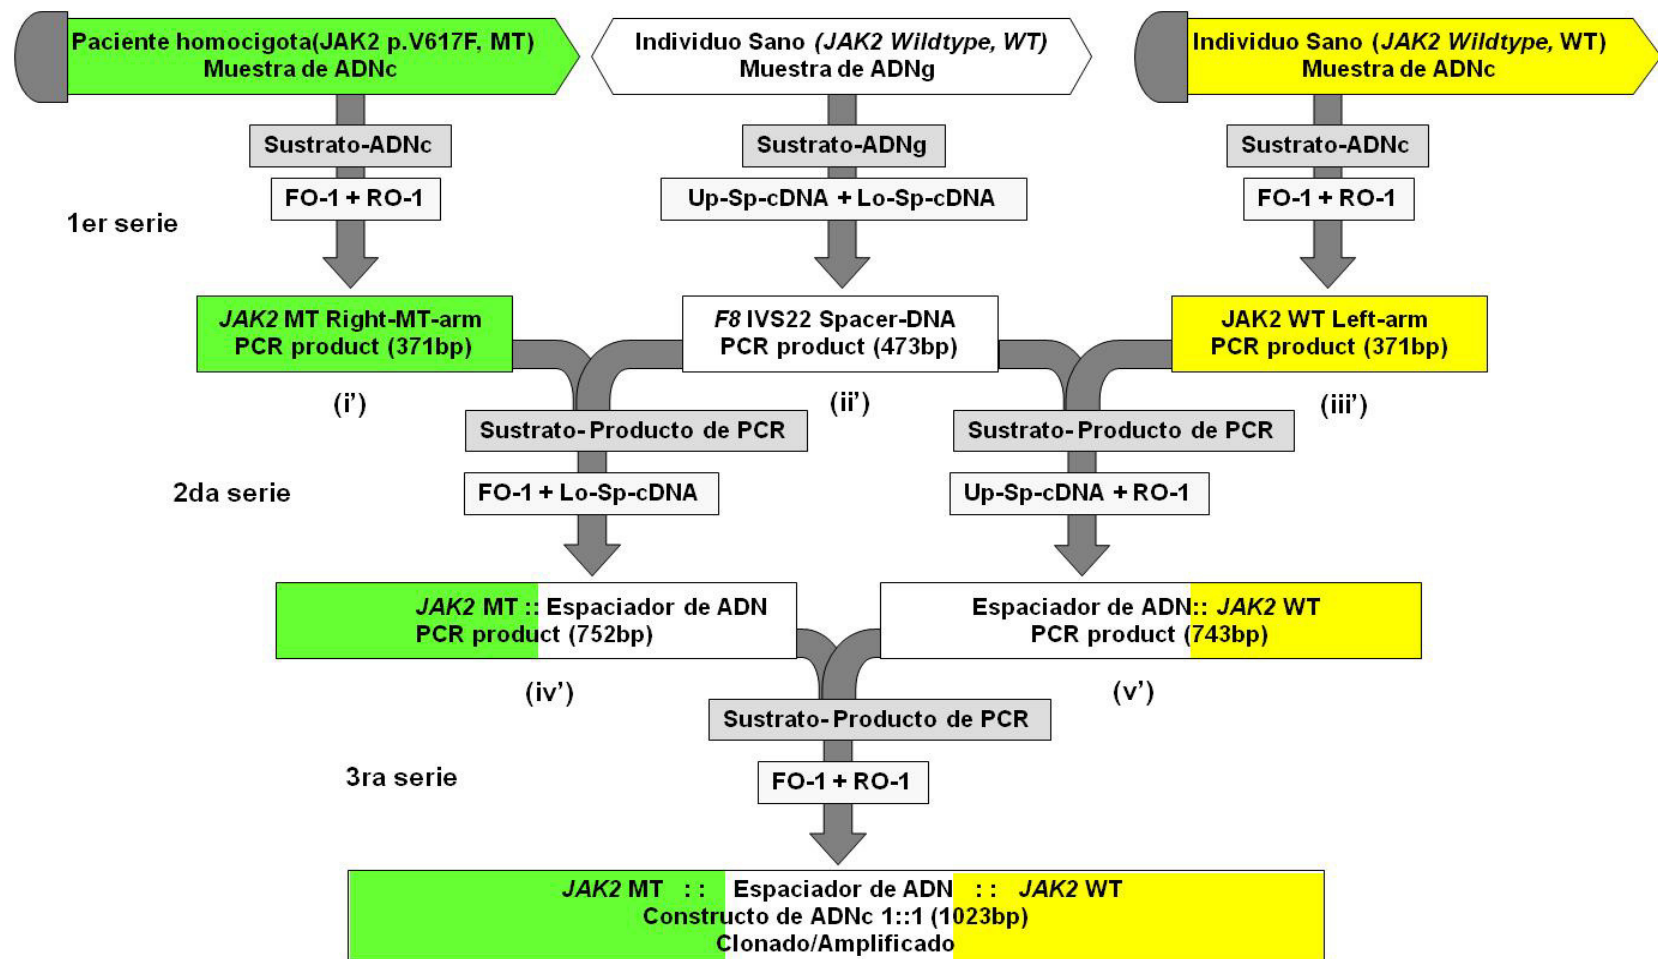 Paciente homocigota(JAK2 p.V617F, MT)
Muestra de ADNc
Individuo Sano (JAK2 Wildtype, WT)
Muestra de ADNg
Individuo Sano (JAK2 Wildtype, WT)
Muestra de ADNc
Sustrato-ADNc
Sustrato-ADNg
Sustrato-ADNc
FO-1 + RO-1
Up-Sp-cDNA + Lo-Sp-cDNA
FO-1 + RO-1
1er serie
JAK2 MT Right-MT-arm
PCR product (371bp)
F8 IVS22 Spacer-DNA
PCR product (473bp)
JAK2 WT Left-arm
PCR product (371bp)
(i’)
(ii’)
(iii’)
Sustrato-Producto de PCR
Sustrato-Producto de PCR
2da serie
FO-1 + Lo-Sp-cDNA
Up-Sp-cDNA + RO-1
JAK2 MT :: Espaciador de ADN
PCR product (752bp)
Espaciador de ADN:: JAK2 WT
PCR product (743bp)
(iv’)
(v’)
Sustrato-Producto de PCR
3ra serie
FO-1 + RO-1
JAK2 MT :: Espaciador de ADN :: JAK2 WT
Constructo de ADNc 1::1 (1023bp)
Clonado/Amplificado